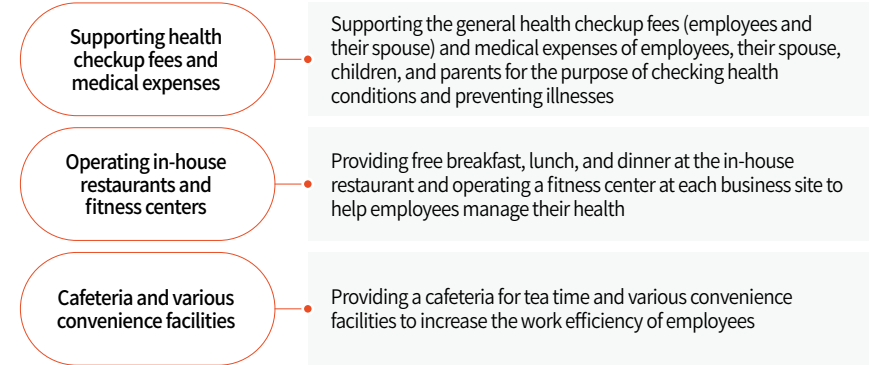 Supporting health
checkup fees and
medical expenses
Supporting the general health checkup fees (employees and
their spouse) and medical expenses of employees, their spouse,
children, and parents for the purpose of checking health
conditions and preventing illnesses
Operating in-house
restaurants and
fitness centers
Providing free breakfast, lunch, and dinner at the in-house
restaurant and operating a fitness center at each business site to
help employees manage their health
Cafeteria and various
convenience facilities
Providing a cafeteria for tea time and various convenience
facilities to increase the work efficiency of employees